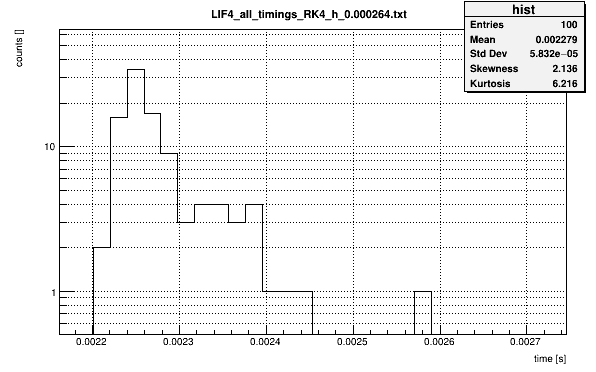 LIF4_all_timings_RK4_h_0.000264.txt
hist
Entries 100
Mean 0.002279
Std Dev 5.832e−05
Skewness 2.136
Kurtosis 6.216
counts []
10
1
0.0022 0.0023 0.0024 0.0025 0.0026 0.0027
time [s]